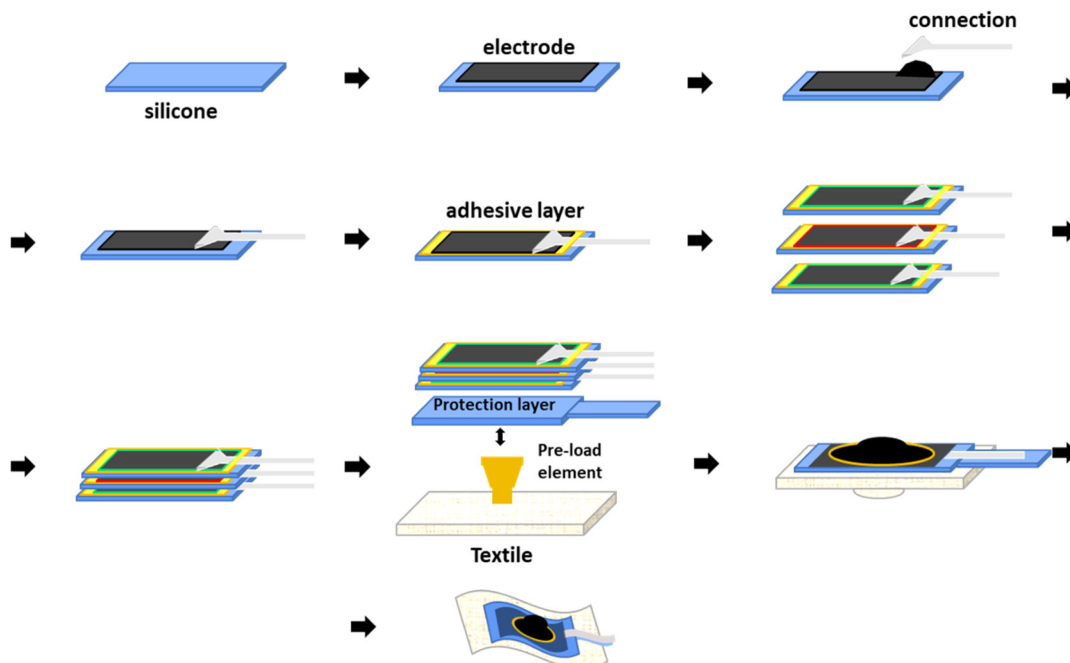 connection
electrode
silicone
adhesive layer
Protection layer
Pre-load
element
Textile